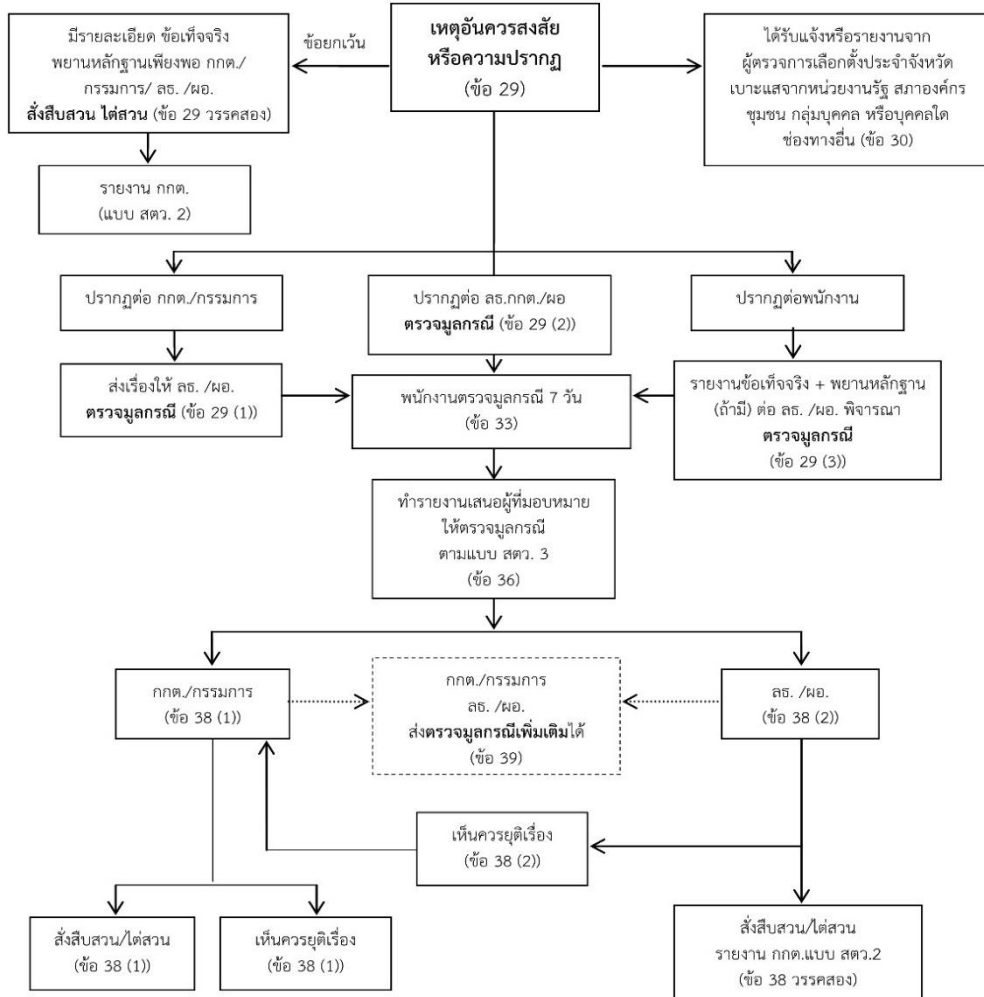 มีรายละเอียด ข้อเท็จจริง
พยานหลักฐานเพียงพอ กกต./
กรรมการ/ ลธ. /ผอ.
สั่งสืบสวน ไต่สวน (ข้อ 29 วรรคสอง)
ข้อยกเว้น
เหตุอันควรสงสัย
หรือความปรากฏ
(ข้อ 29)
ได้รับแจ้งหรือรายงานจาก
ผู้ตรวจการเลือกตั้งประจำจังหวัด
เบาะแสจากหน่วยงานรัฐ สภาองค์กร
ชุมชน กลุ่มบุคคล หรือบุคคลใด
ช่องทางอื่น (ข้อ 30)
รายงาน กกต.
(แบบ สตว. 2)
ปรากฏต่อ กกต./กรรมการ
ปรากฏต่อ ลธ.กกต./ผอ
ตรวจมูลกรณี (ข้อ 29 (2))
ปรากฏต่อพนักงาน
ส่งเรื่องให้ ลธ. /ผอ.
ตรวจมูลกรณี (ข้อ 29 (1))
พนักงานตรวจมูลกรณี 7 วัน
(ข้อ 33)
รายงานข้อเท็จจริง + พยานหลักฐาน
(ถ้ามี) ต่อ ลธ. /ผอ. พิจารณา
ตรวจมูลกรณี
(ข้อ 29 (3))
ทำรายงานเสนอผู้ที่มอบหมาย
ให้ตรวจมูลกรณี
ตามแบบ สตว. 3
(ข้อ 36)
กกต./กรรมการ
(ข้อ 38 (1))
กกต./กรรมการ
ลธ. /ผอ.
ส่งตรวจมูลกรณีเพิ่มเติมได้
(ข้อ 39)
ลธ. /ผอ.
(ข้อ 38 (2))
เห็นควรยุติเรื่อง
(ข้อ 38 (2))
สั่งสืบสวน/ไต่สวน
(ข้อ 38 (1))
เห็นควรยุติเรื่อง
(ข้อ 38 (1))
สั่งสืบสวน/ไต่สวน
รายงาน กกต.แบบ สตว.2
(ข้อ 38 วรรคสอง)